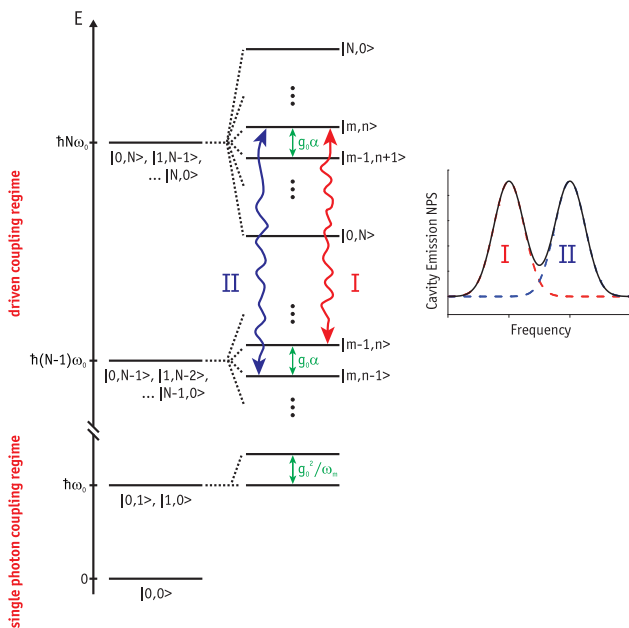 E
|N,0>
|m,n>
ħNω₀
g₀α
|0,N>, |1,N-1>,
... |N,0>
|m-1,n+1>
driven coupling regime
|0,N>
II
I
|m-1,n>
ħ(N-1)ω₀
g₀α
|0,N-1>, |1,N-2>,
... |N-1,0>
|m,n-1>
single photon coupling regime
g₀²/ωₘ
ħω₀
|0,1>, |1,0>
0
|0,0>
Cavity Emission NPS
I
II
Frequency